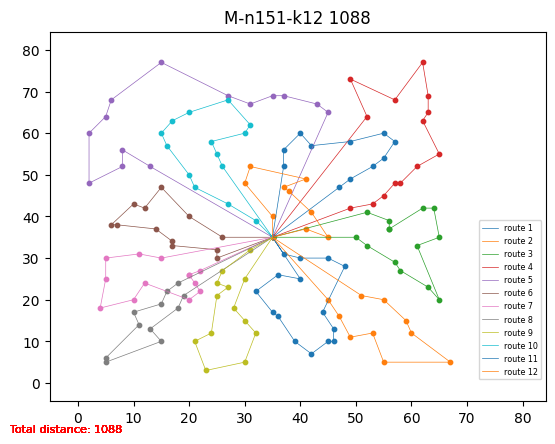 M-n151-k12 1088
80
70
60
50
40
30
20
10
0
route 1
route 2
route 3
route 4
route 5
route 6
route 7
route 8
route 9
route 10
route 11
route 12
0 10 20 30 40 50 60 70 80
Total distance: 1088